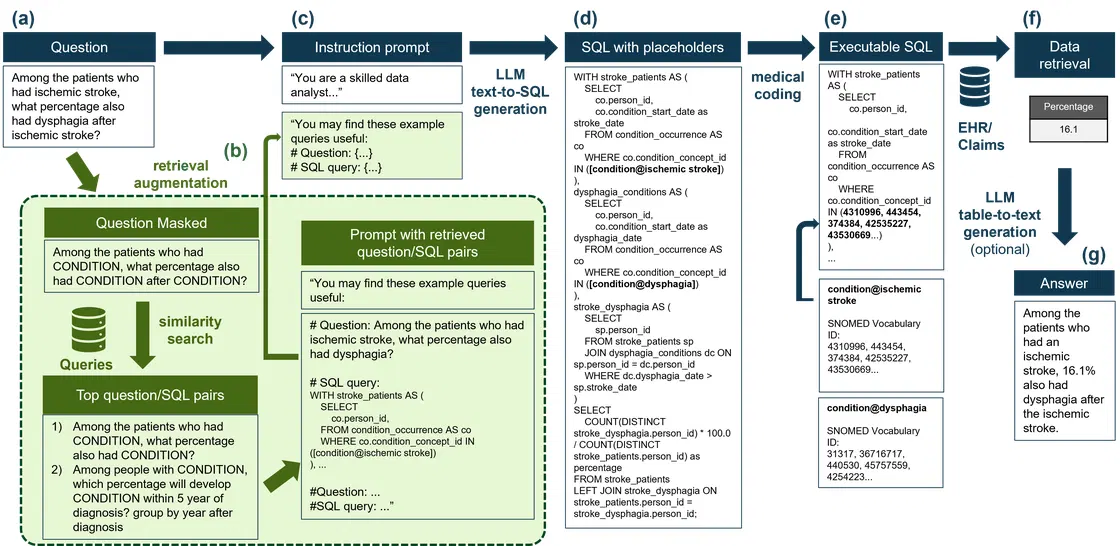 (a)
Question
Among the patients who
had ischemic stroke,
what percentage also
had dysphagia after
ischemic stroke?
(b)
retrieval
augmentation
Question Masked
Among the patients who had
CONDITION, what percentage also
had CONDITION after CONDITION?
Queries
similarity
search
Top question/SQL pairs
1) Among the patients who had
CONDITION, what percentage
also had CONDITION?
2) Among people with CONDITION,
which percentage will develop
CONDITION within 5 year of
diagnosis? group by year after
diagnosis
Prompt with retrieved
question/SQL pairs
“You may find these example queries
useful:
# Question: Among the patients who had
ischemic stroke, what percentage also
had dysphagia?
# SQL query:
WITH stroke_patients AS (
SELECT
co.person_id,
FROM condition_occurrence AS co
WHERE co.condition_concept_id IN
([condition@ischemic stroke])
), ...
#Question: ...
#SQL query: ...”
(c)
Instruction prompt
“You are a skilled data
analyst...”
“You may find these example
queries useful:
# Question: {...}
# SQL query: {...}
LLM
text-to-SQL
generation
(d)
SQL with placeholders
WITH stroke_patients AS (
SELECT
co.person_id,
co.condition_start_date as
stroke_date
FROM condition_occurrence AS
co
WHERE co.condition_concept_id
IN ([condition@ischemic stroke])
),
dysphagia_conditions AS (
SELECT
co.person_id,
co.condition_start_date as
dysphagia_date
FROM condition_occurrence AS
co
WHERE co.condition_concept_id
IN ([condition@dysphagia])
),
stroke_dysphagia AS (
SELECT
sp.person_id
FROM stroke_patients sp
JOIN dysphagia_conditions dc ON
sp.person_id = dc.person_id
WHERE dc.dysphagia_date >
sp.stroke_date
)
SELECT
COUNT(DISTINCT
stroke_dysphagia.person_id) * 100.0
/ COUNT(DISTINCT
stroke_patients.person_id) as
percentage
FROM stroke_patients
LEFT JOIN stroke_dysphagia ON
stroke_patients.person_id =
stroke_dysphagia.person_id;
medical
coding
(e)
Executable SQL
WITH stroke_patients
AS (
SELECT
co.person_id,
co.condition_start_date
as stroke_date
FROM
condition_occurrence AS
co
WHERE
co.condition_concept_id
IN (4310996, 443454,
374384, 42535227,
43530669...)
),
...
condition@ischemic
stroke
SNOMED Vocabulary
ID:
4310996, 443454,
374384, 42535227,
43530669...
condition@dysphagia
SNOMED Vocabulary
ID:
31317, 36716717,
440530, 45757559,
4254223...
EHR/
Claims
(f)
Data
retrieval
Percentage
16.1
LLM
table-to-text
generation
(optional)
(g)
Answer
Among the
patients who
had an
ischemic
stroke, 16.1%
also had
dysphagia after
the ischemic
stroke.